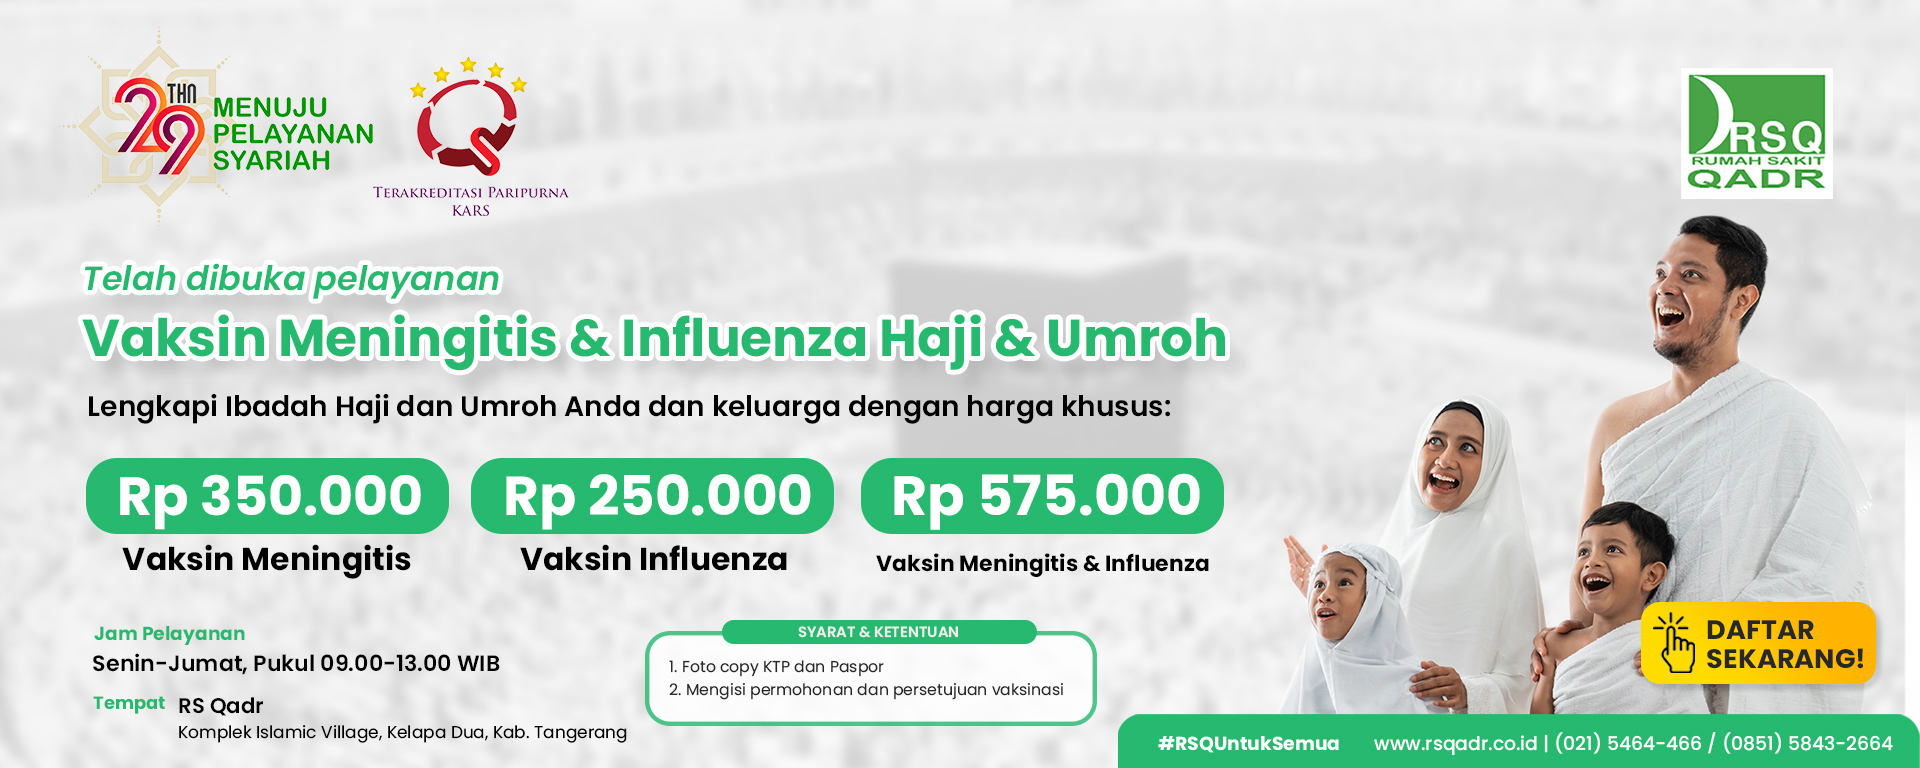 29 THN
MENUJU
PELAYANAN
SYARIAH
TERAKREDITASI PARIPURNA
KARS
RSQ
RUMAH SAKIT
QADR
Telah dibuka pelayanan
Vaksin Meningitis & Influenza Haji & Umroh
Lengkapi Ibadah Haji dan Umroh Anda dan keluarga dengan harga khusus:
Rp 350.000
Vaksin Meningitis
Rp 250.000
Vaksin Influenza
Rp 575.000
Vaksin Meningitis & Influenza
Jam Pelayanan
Senin-Jumat, Pukul 09.00-13.00 WIB
Tempat RS Qadr
Komplek Islamic Village, Kelapa Dua, Kab. Tangerang
SYARAT & KETENTUAN
1. Foto copy KTP dan Paspor
2. Mengisi permohonan dan persetujuan vaksinasi
DAFTAR
SEKARANG!
#RSQUntukSemua www.rsqadr.co.id | (021) 5464-466 / (0851) 5843-2664